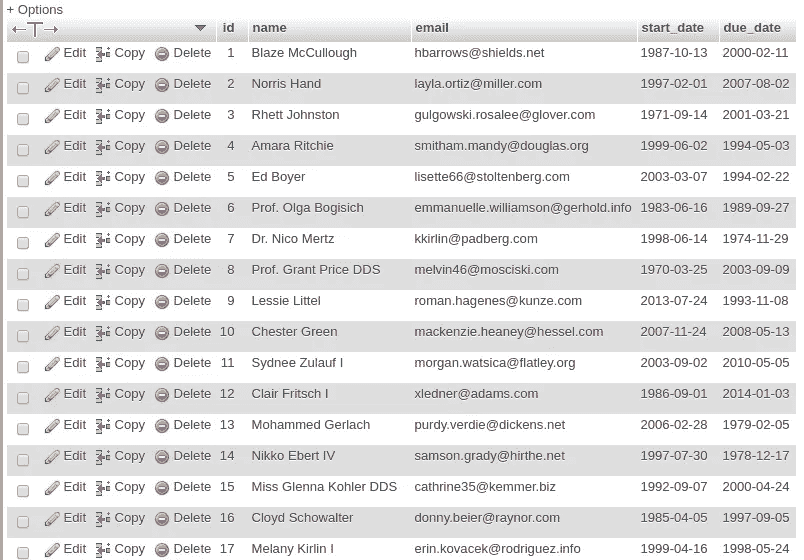 + Options
id name email start_date due_date
Edit Copy Delete 1 Blaze McCullough hbarrows@shields.net 1987-10-13 2000-02-11
Edit Copy Delete 2 Norris Hand layla.ortiz@miller.com 1997-02-01 2007-08-02
Edit Copy Delete 3 Rhett Johnston gulgowski.rosalee@glover.com 1971-09-14 2001-03-21
Edit Copy Delete 4 Amara Ritchie smitham.mandy@douglas.org 1999-06-02 1994-05-03
Edit Copy Delete 5 Ed Boyer lisette66@stoltenberg.com 2003-03-07 1994-02-22
Edit Copy Delete 6 Prof. Olga Bogisich emmanuelle.williamson@gerhold.info 1983-06-16 1989-09-27
Edit Copy Delete 7 Dr. Nico Mertz kkirlin@padberg.com 1998-06-14 1974-11-29
Edit Copy Delete 8 Prof. Grant Price DDS melvin46@mosciski.com 1970-03-25 2003-09-09
Edit Copy Delete 9 Lessie Littel roman.hagenes@kunze.com 2013-07-24 1993-11-08
Edit Copy Delete 10 Chester Green mackenzie.heaney@hessel.com 2007-11-24 2008-05-13
Edit Copy Delete 11 Sydnee Zulauf I morgan.watsica@flatley.org 2003-09-02 2010-05-05
Edit Copy Delete 12 Clair Fritsch I xledner@adams.com 1986-09-01 2014-01-03
Edit Copy Delete 13 Mohammed Gerlach purdy.verdie@dickens.net 2006-02-28 1979-02-05
Edit Copy Delete 14 Nikko Ebert IV samson.grady@hirthe.net 1997-07-30 1978-12-17
Edit Copy Delete 15 Miss Glenna Kohler DDS cathrine35@kemmer.biz 1992-09-07 2000-04-24
Edit Copy Delete 16 Cloyd Schowalter donny.beier@raynor.com 1985-04-05 1997-09-05
Edit Copy Delete 17 Melany Kirlin I erin.kovacek@rodriguez.info 1999-04-16 1998-05-24